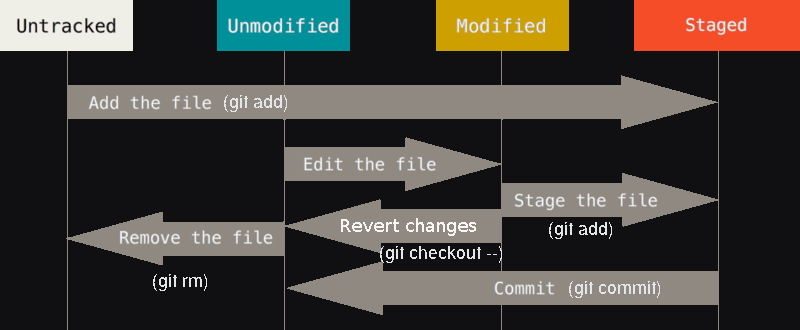 Untracked
Unmodified
Modified
Staged
Add the file (git add)
Edit the file
Stage the file
(git add)
Revert changes
(git checkout --)
Remove the file
(git rm)
Commit (git commit)